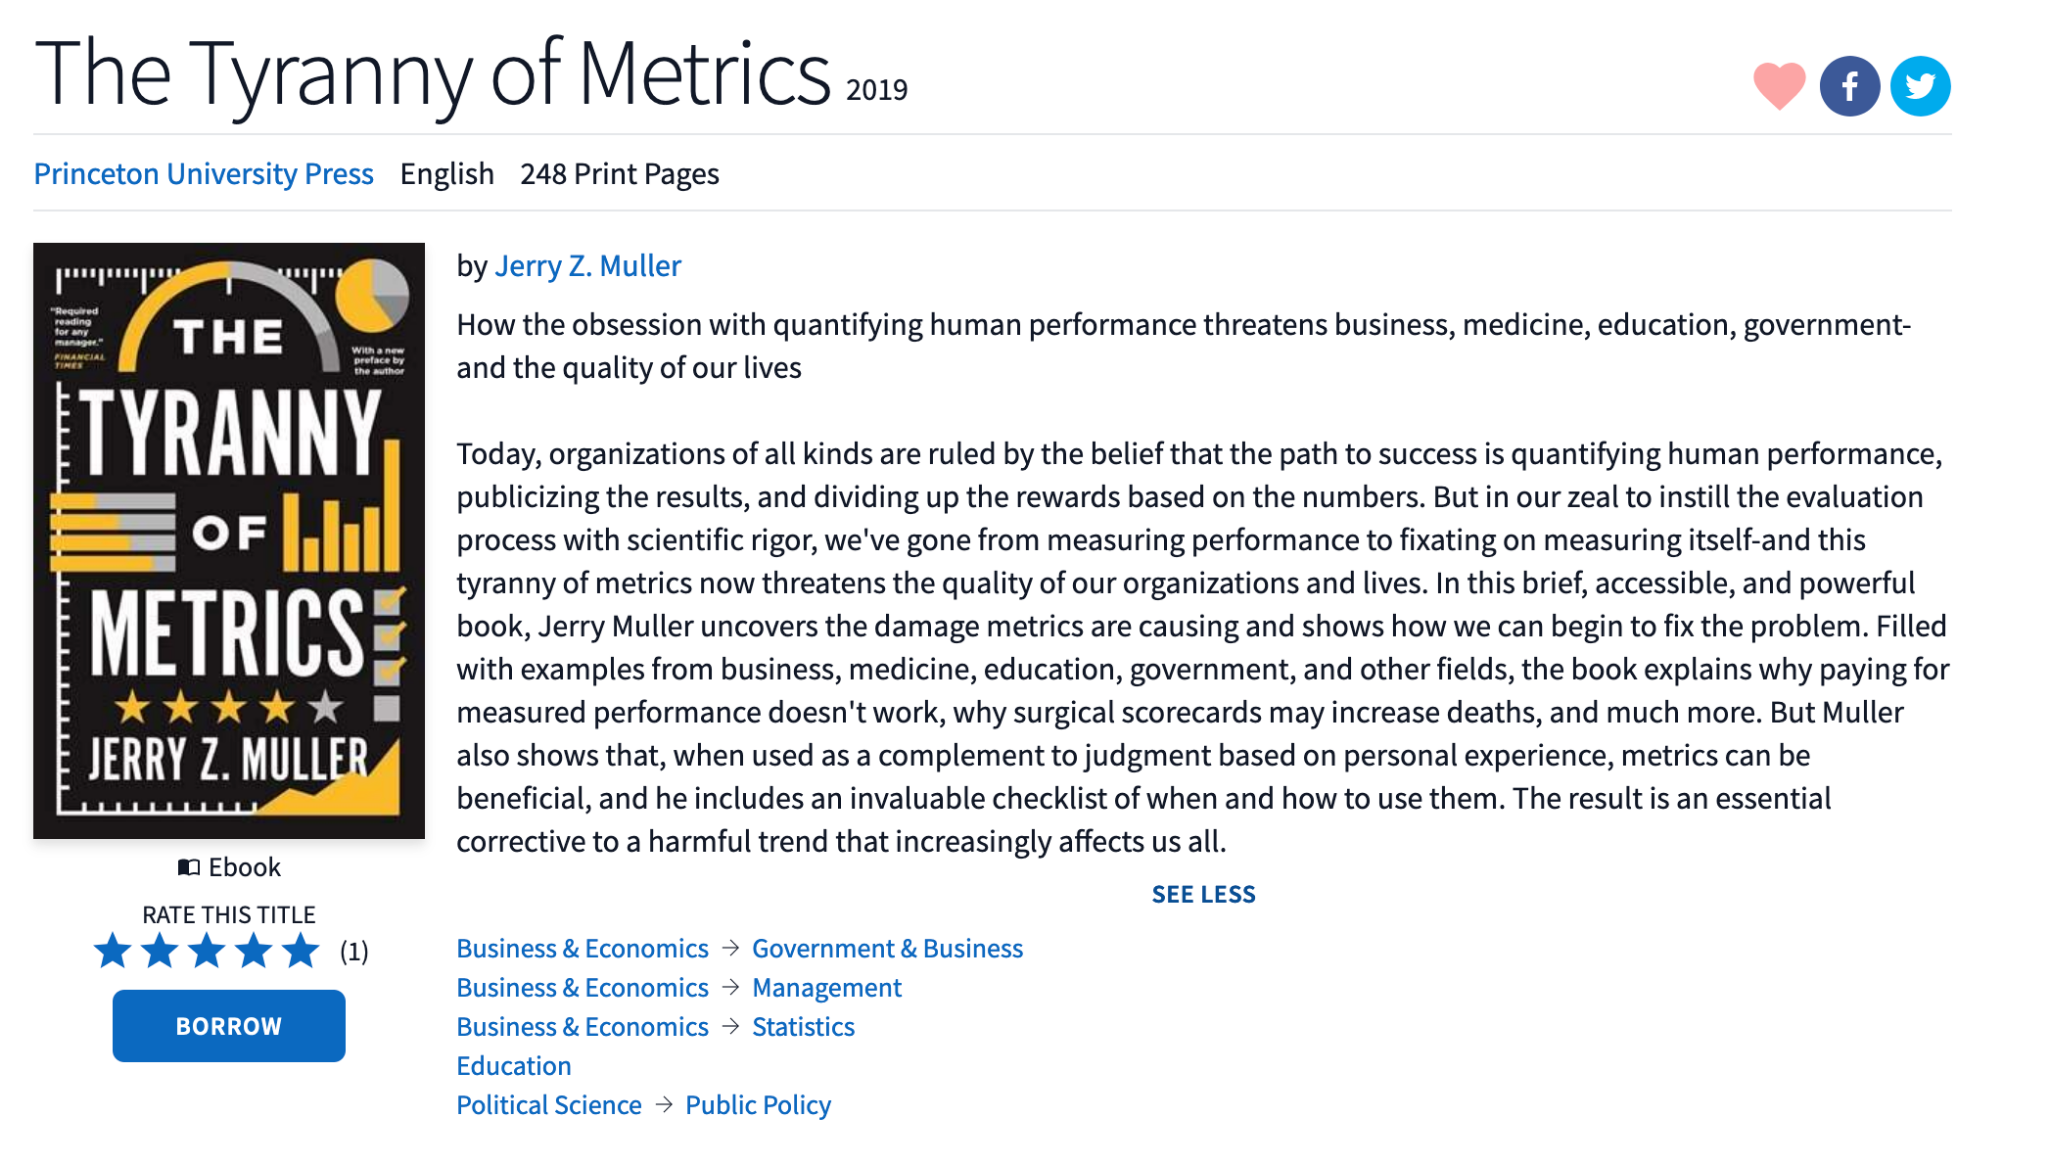 The Tyranny of Metrics 2019
Princeton University Press English 248 Print Pages
"Required
reading
for any
manager."
FINANCIAL
TIMES
With a new
preface by
the author
THE
TYRANNY
OF
METRICS
JERRY Z. MULLER
Ebook
RATE THIS TITLE
(1)
BORROW
by Jerry Z. Muller
How the obsession with quantifying human performance threatens business, medicine, education, government-
and the quality of our lives
Today, organizations of all kinds are ruled by the belief that the path to success is quantifying human performance,
publicizing the results, and dividing up the rewards based on the numbers. But in our zeal to instill the evaluation
process with scientific rigor, we've gone from measuring performance to fixating on measuring itself-and this
tyranny of metrics now threatens the quality of our organizations and lives. In this brief, accessible, and powerful
book, Jerry Muller uncovers the damage metrics are causing and shows how we can begin to fix the problem. Filled
with examples from business, medicine, education, government, and other fields, the book explains why paying for
measured performance doesn't work, why surgical scorecards may increase deaths, and much more. But Muller
also shows that, when used as a complement to judgment based on personal experience, metrics can be
beneficial, and he includes an invaluable checklist of when and how to use them. The result is an essential
corrective to a harmful trend that increasingly affects us all.
SEE LESS
Business & Economics → Government & Business
Business & Economics → Management
Business & Economics → Statistics
Education
Political Science → Public Policy